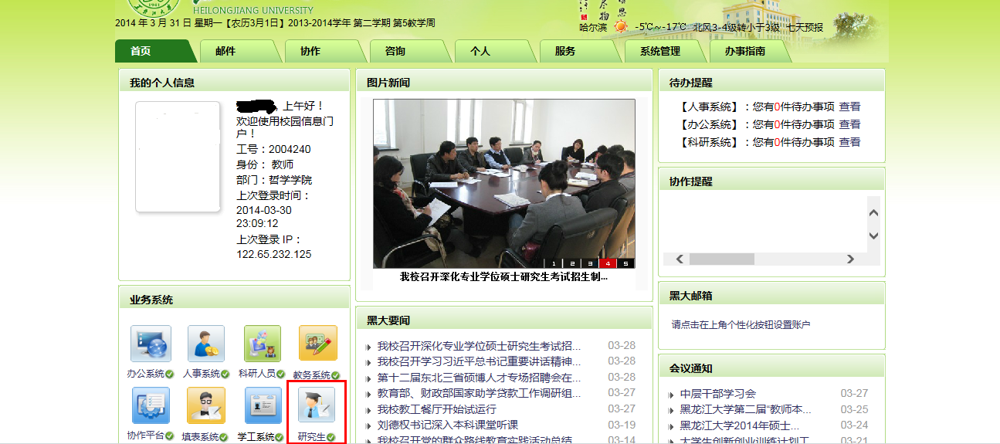 HEILONGJIANG UNIVERSITY
2014 年 3 月 31 日 星期一【农历3月1日】2013-2014学年 第二学期 第5教学周
哈尔滨 -5℃~-17℃ 北风3-4级转小于3级 七天预报
首页 邮件 协作 咨询 个人 服务 系统管理 办事指南
我的个人信息
，上午好！
欢迎使用校园信息门
户！
工号：2004240
身份： 教师
部门：哲学学院
上次登录时间：
2014-03-30
23:09:12
上次登录 IP：
122.65.232.125
业务系统
办公系统 人事系统 科研人员 教务系统
协作平台 填表系统 学工系统 研究生
图片新闻
1 2 3 4 5
我校召开深化专业学位硕士研究生考试招生制...
黑大要闻
我校召开深化专业学位硕士研究生考试招... 03-28
我校召开学习习近平总书记重要讲话精神... 03-28
第十二届东北三省硕博人才专场招聘会在... 03-28
教育部、财政部国家助学贷款工作调研组... 03-27
我校教工餐厅开始试运行 03-27
刘德权书记深入本科课堂听课 03-19
我校召开党的群众路线教育实践活动总结 03-14
待办提醒
【人事系统】：您有0件待办事项 查看
【办公系统】：您有0件待办事项 查看
【科研系统】：您有0件待办事项 查看
协作提醒
黑大邮箱
请点击在上角个性化按钮设置账户
会议通知
中层干部学习会 03-27
黑龙江大学第二届“教师本... 03-25
黑龙江大学2014年硕士... 03-24
大学生创新创业训练计划工 03-21